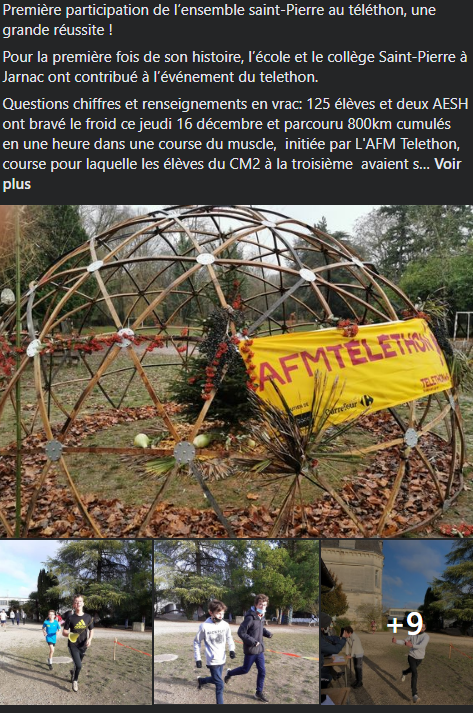 Première participation de l'ensemble saint-Pierre au téléthon, une
grande réussite !
Pour la première fois de son histoire, l'école et le collège Saint-Pierre à
Jarnac ont contribué à l'événement du telethon.
Questions chiffres et renseignements en vrac: 125 élèves et deux AESH
ont bravé le froid ce jeudi 16 décembre et parcouru 800km cumulés
en une heure dans une course du muscle,  initiée par L'AFM Telethon,
course pour laquelle les élèves du CM2 à la troisième  avaient s... Voir
plus
AFMTÉLÉTHON
TELETHON
Carrefour
+9